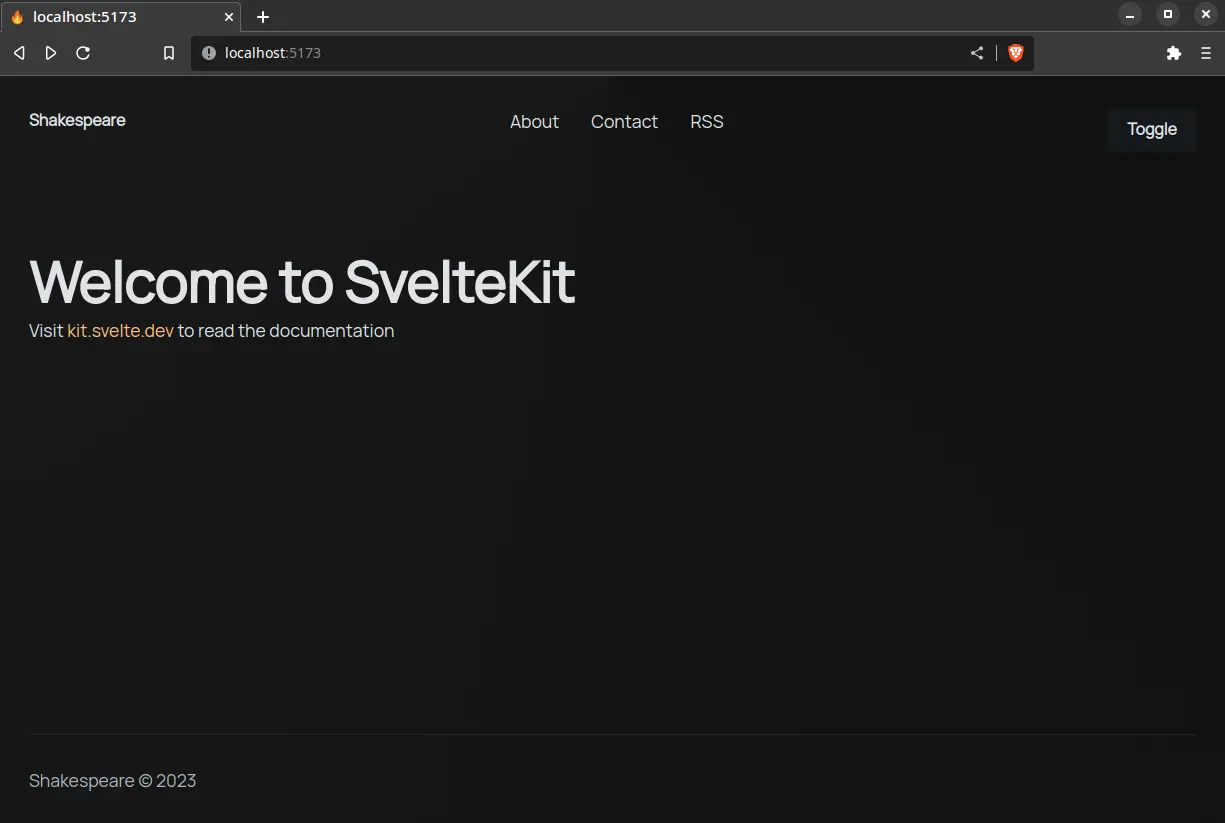 localhost:5173
localhost:5173
Shakespeare
About Contact RSS
Toggle
Welcome to SvelteKit
Visit kit.svelte.dev to read the documentation
Shakespeare © 2023